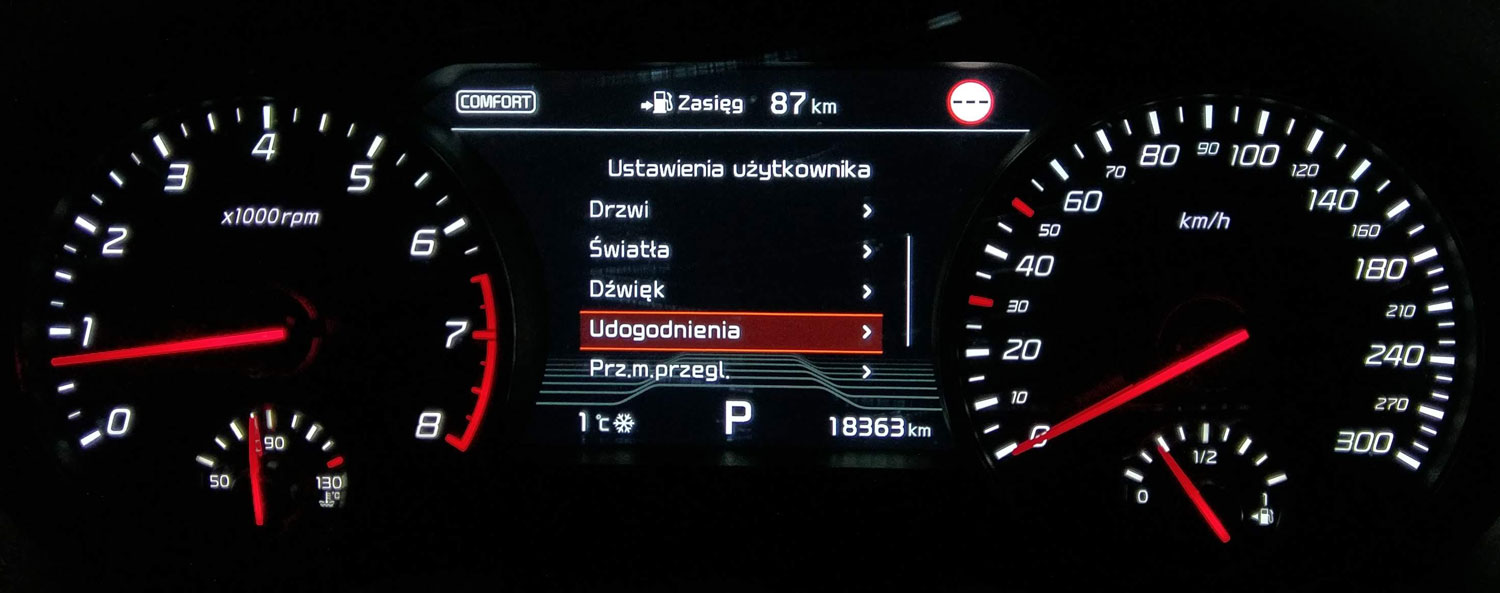 COMFORT
Zasięg 87 km
---
Ustawienia użytkownika
Drzwi
Światła
Dźwięk
Udogodnienia
Prz.m.przegl.
1°C
P
18363 km
x1000rpm
0
1
2
3
4
5
6
7
8
50
90
130
°C
km/h
0
10
20
30
40
50
60
70
80
90
100
120
140
160
180
210
240
270
300
0
1/2
1